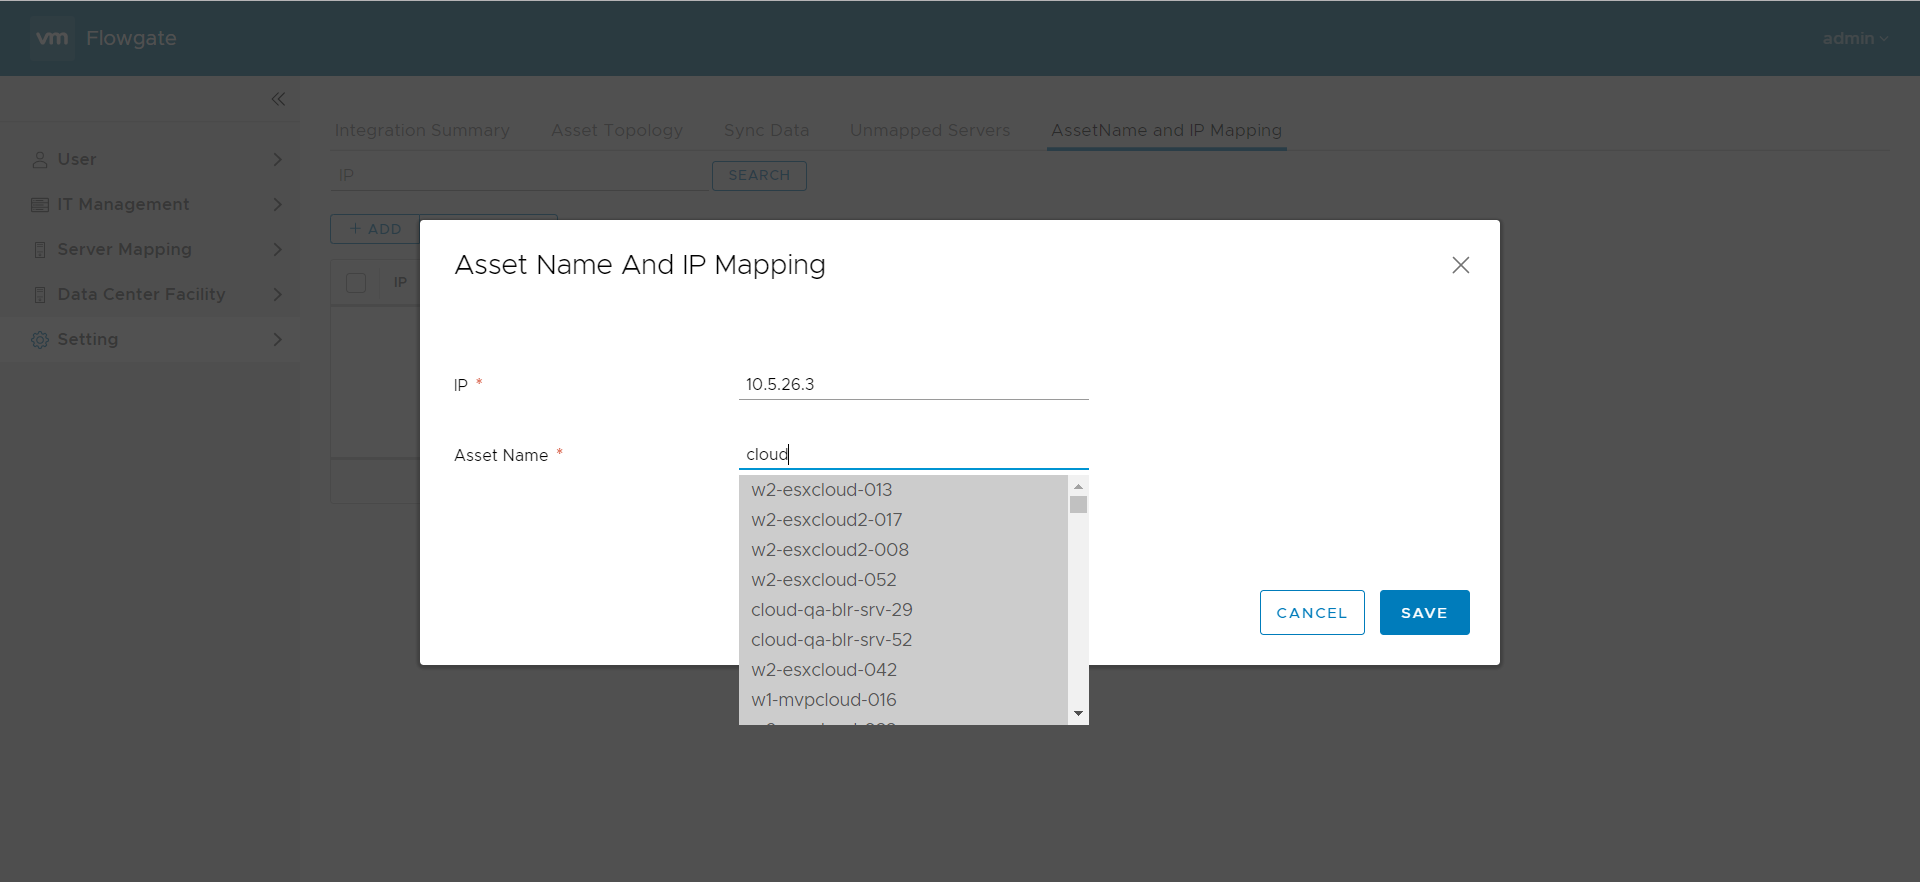 vm Flowgate
admin
Integration Summary Asset Topology Sync Data Unmapped Servers AssetName and IP Mapping
User
IT Management
Server Mapping
Data Center Facility
Setting
IP
SEARCH
+ ADD
IP
Asset Name And IP Mapping
IP *
10.5.26.3
Asset Name *
cloud
w2-esxcloud-013
w2-esxcloud2-017
w2-esxcloud2-008
w2-esxcloud-052
cloud-qa-blr-srv-29
cloud-qa-blr-srv-52
w2-esxcloud-042
w1-mvpcloud-016
CANCEL
SAVE